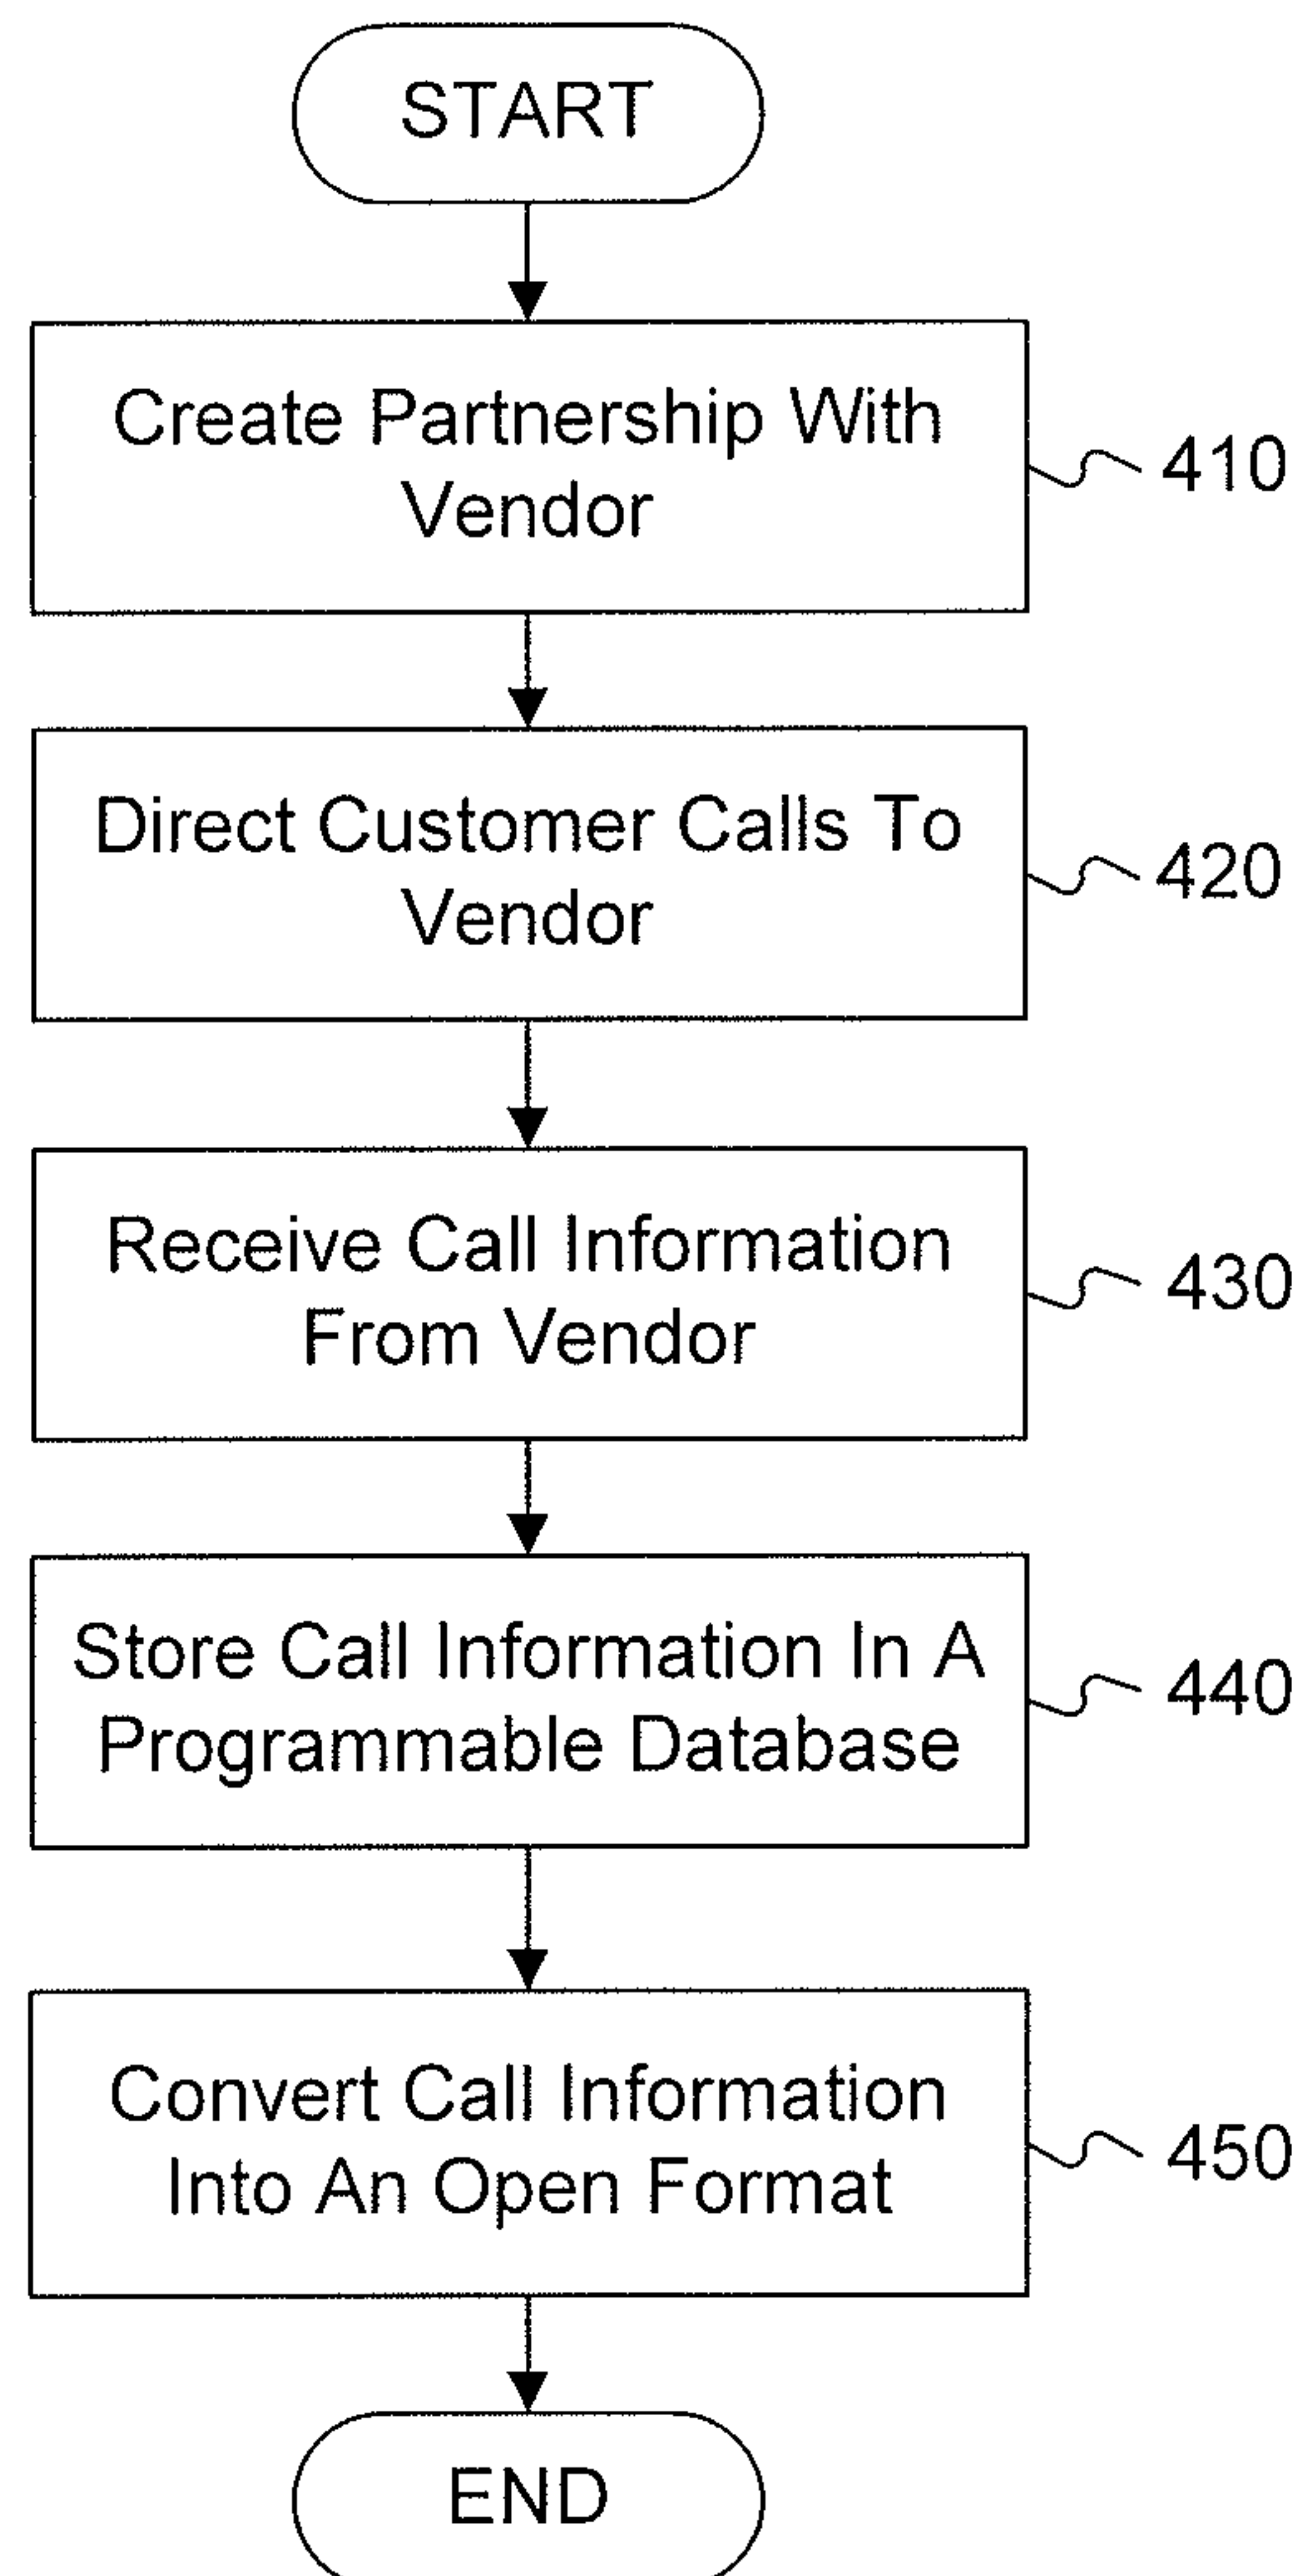 START
Create Partnership With
Vendor
410
Direct Customer Calls To
Vendor
420
Receive Call Information
From Vendor
430
Store Call Information In A
Programmable Database
440
Convert Call Information
Into An Open Format
450
END